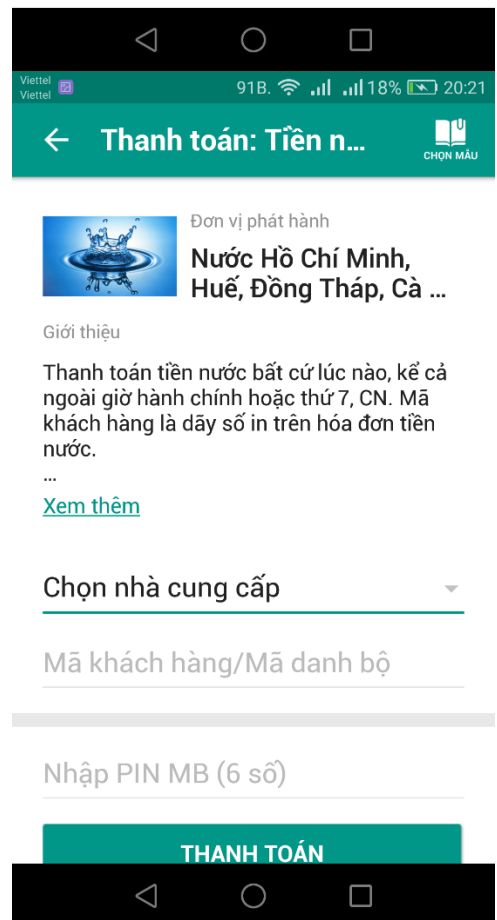 Viettel
Viettel
91B.
18%
20:21
Thanh toán: Tiền n...
CHỌN MẪU
Đơn vị phát hành
Nước Hồ Chí Minh,
Huế, Đồng Tháp, Cà ...
Giới thiệu
Thanh toán tiền nước bất cứ lúc nào, kể cả
ngoài giờ hành chính hoặc thứ 7, CN. Mã
khách hàng là dãy số in trên hóa đơn tiền
nước.
...
Xem thêm
Chọn nhà cung cấp
Mã khách hàng/Mã danh bộ
Nhập PIN MB (6 số)
THANH TOÁN